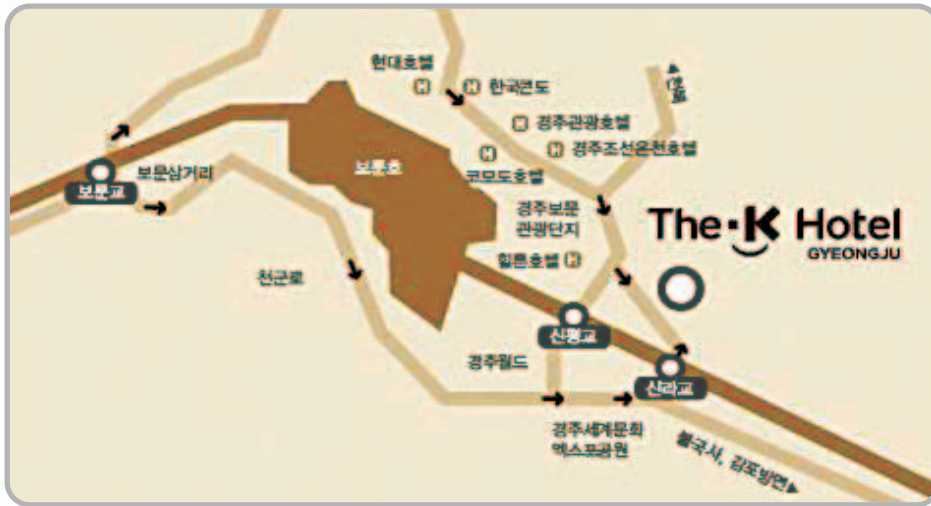 현대호텔
한국콘도
◀천북
경주관광호텔
경주조선온천호텔
코모도호텔
보문호
보문교
보문삼거리
경주보문
관광단지
The·K Hotel
GYEONGJU
힐튼호텔
천군로
신평교
경주월드
신라교
경주세계문화
엑스포공원
불국사, 감포방면▶